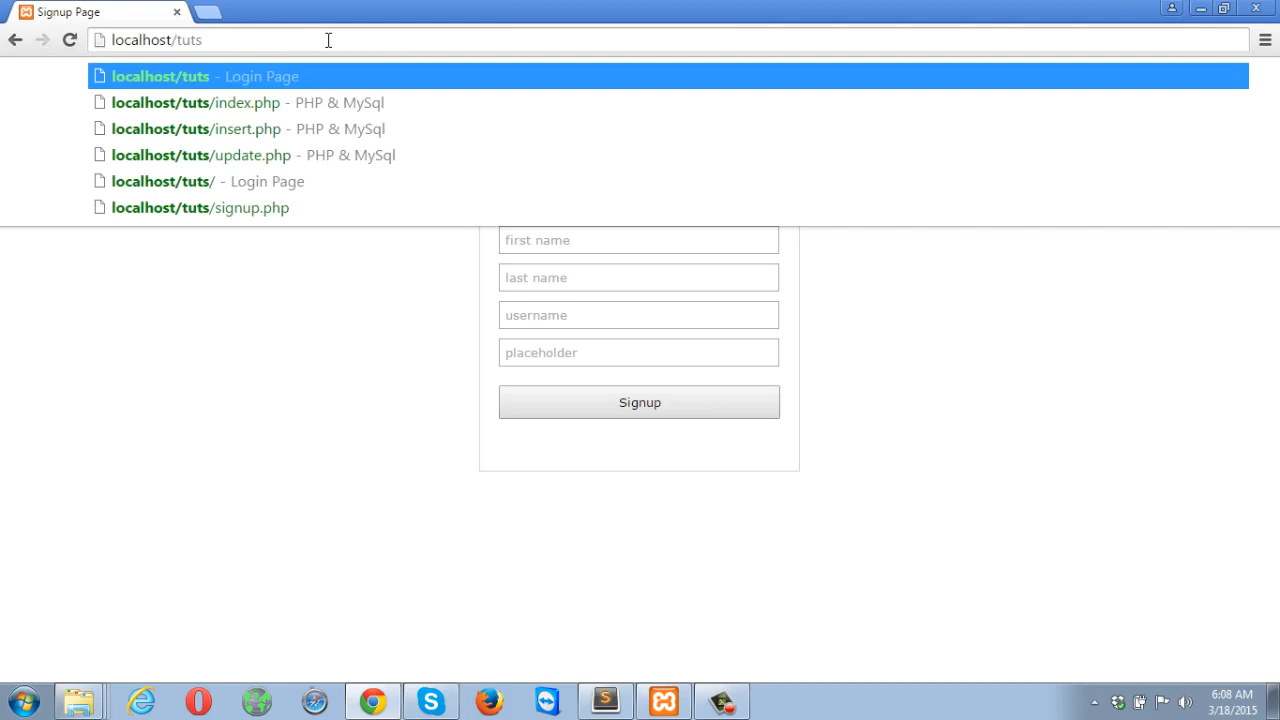 Signup Page
localhost/tuts
localhost/tuts - Login Page
localhost/tuts/index.php - PHP & MySql
localhost/tuts/insert.php - PHP & MySql
localhost/tuts/update.php - PHP & MySql
localhost/tuts/ - Login Page
localhost/tuts/signup.php
first name
last name
username
placeholder
Signup
6:08 AM
3/18/2015